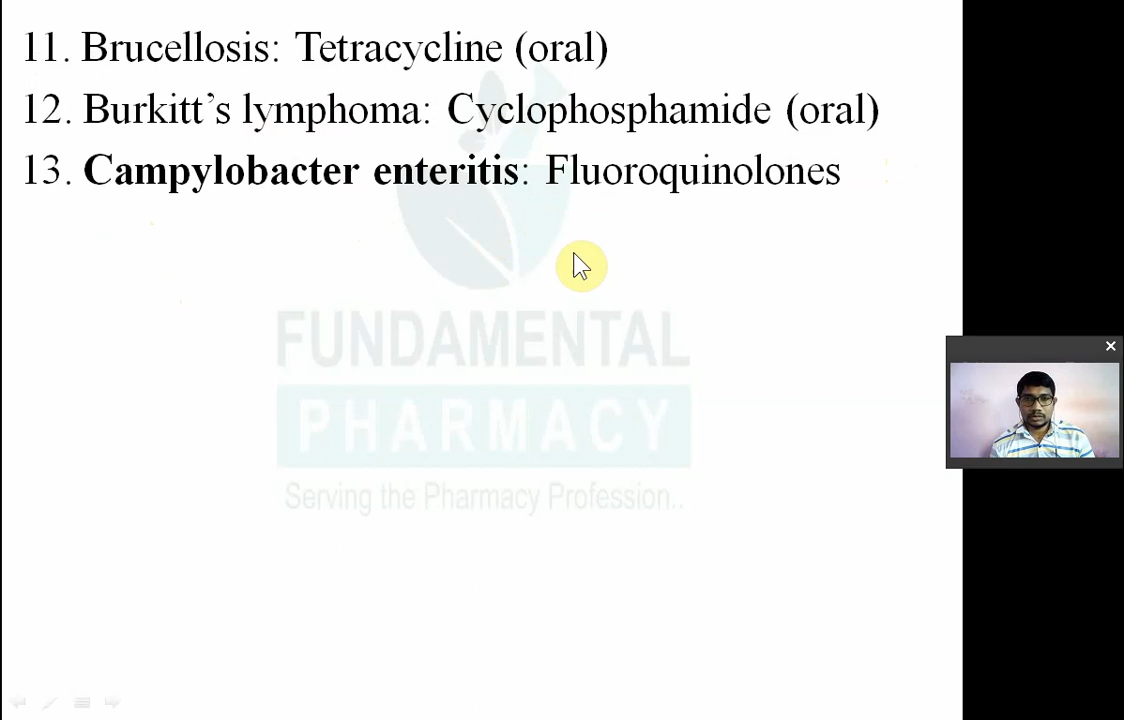 11. Brucellosis: Tetracycline (oral)
12. Burkitt’s lymphoma: Cyclophosphamide (oral)
13. Campylobacter enteritis: Fluoroquinolones
FUNDAMENTAL
PHARMACY
Serving the Pharmacy Profession..